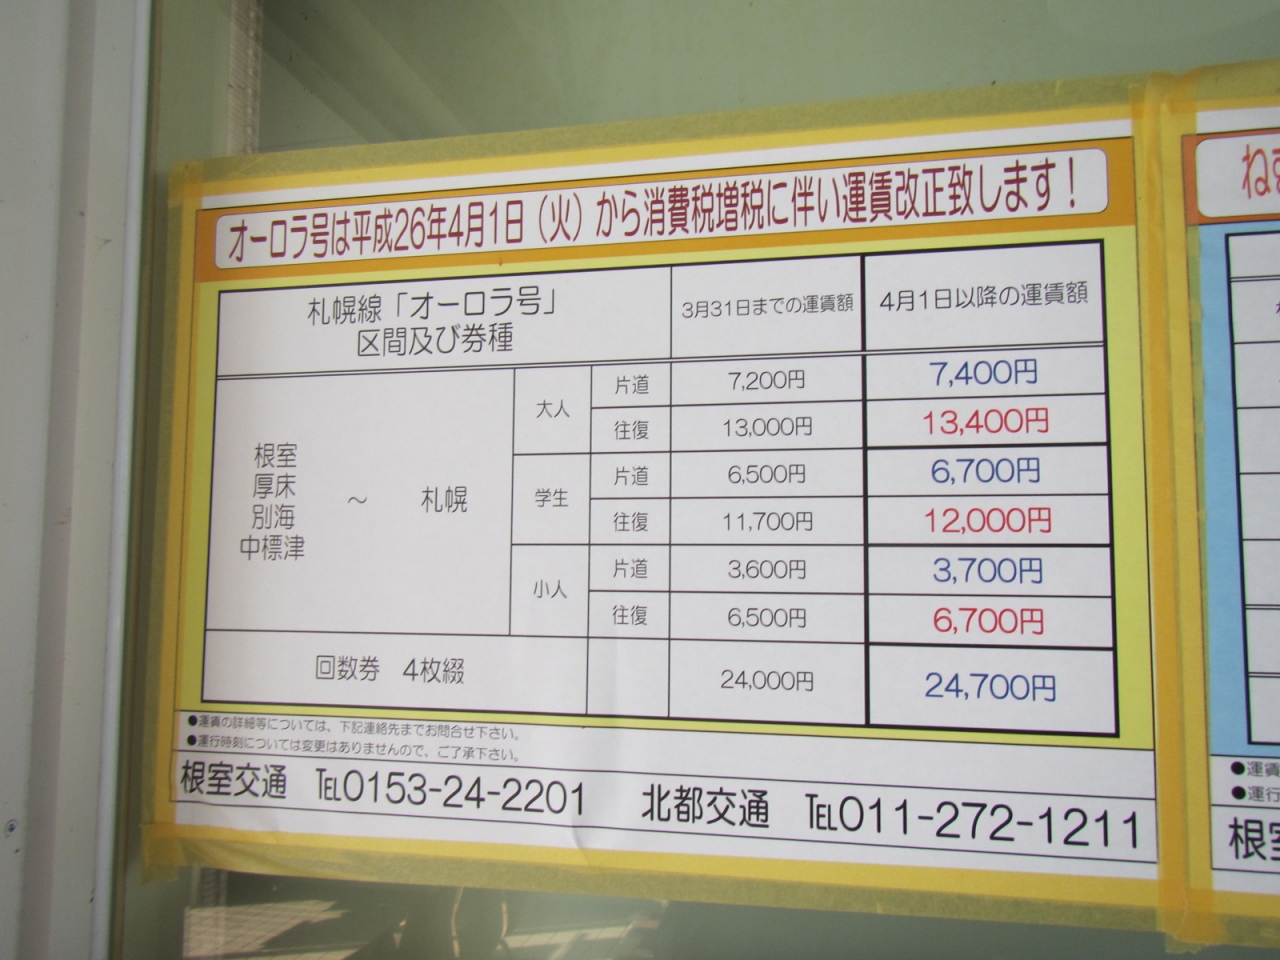 オーロラ号は平成26年4月1日（火）から消費税増税に伴い運賃改正致します！
札幌線「オーロラ号」
区間及び券種
3月31日までの運賃額
4月1日以降の運賃額
根室
厚床
別海
中標津
～ 札幌
大人
片道 7,200円 7,400円
往復 13,000円 13,400円
学生
片道 6,500円 6,700円
往復 11,700円 12,000円
小人
片道 3,600円 3,700円
往復 6,500円 6,700円
回数券 4枚綴 24,000円 24,700円
●運賃の詳細等については、下記連絡先までお問合せ下さい。
●運行時刻については変更はありませんので、ご了承下さい。
根室交通 TEL0153-24-2201 北都交通 TEL011-272-1211
ね
●運賃
●運行
根